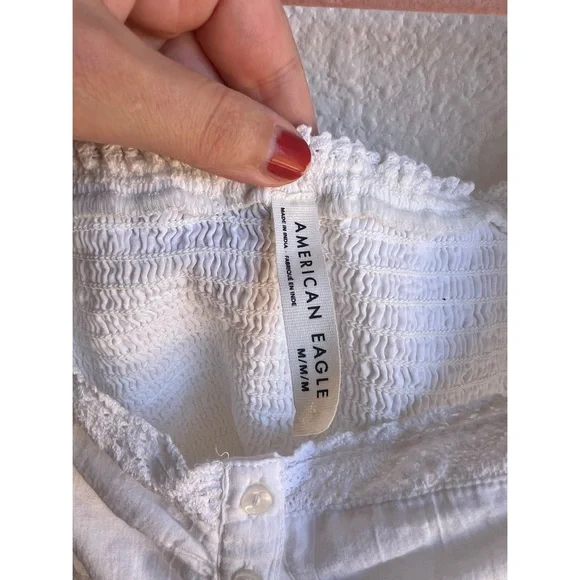 AMERICAN EAGLE
M/M/M
MADE IN INDIA · FABRIQUÉ EN INDE